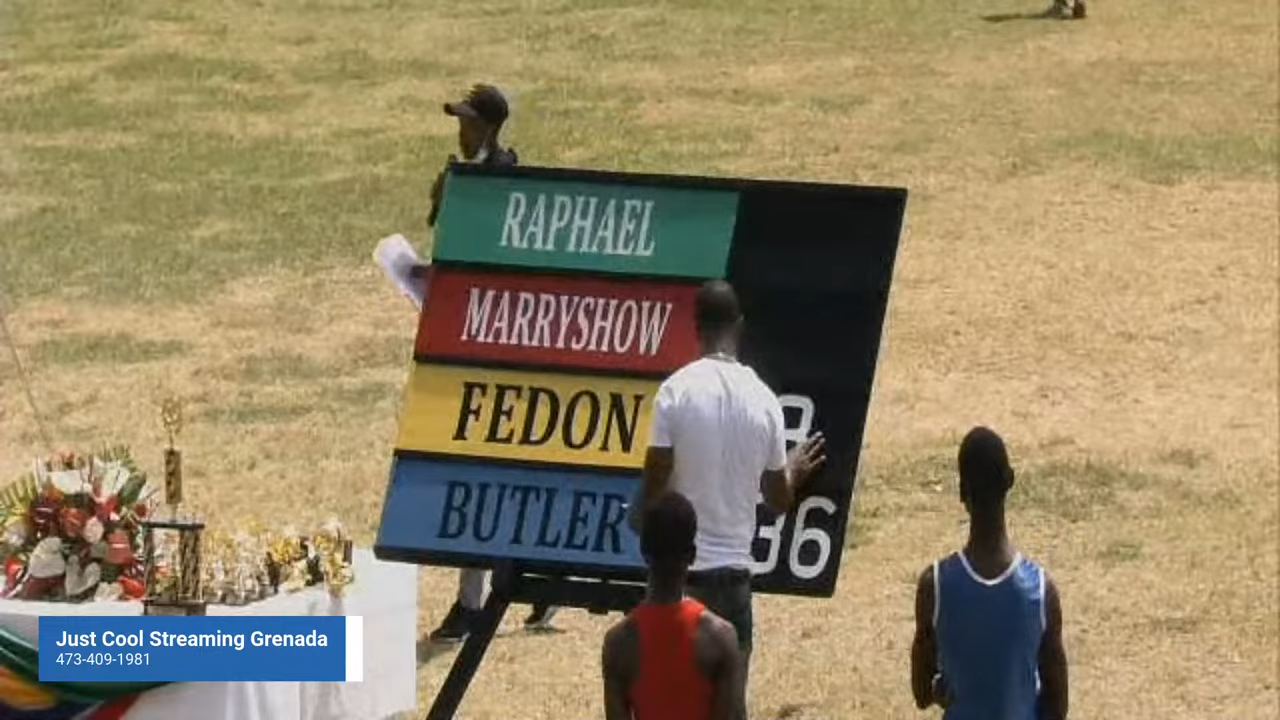 RAPHAEL
MARRYSHOW
FEDON
BUTLER 36
Just Cool Streaming Grenada
473-409-1981